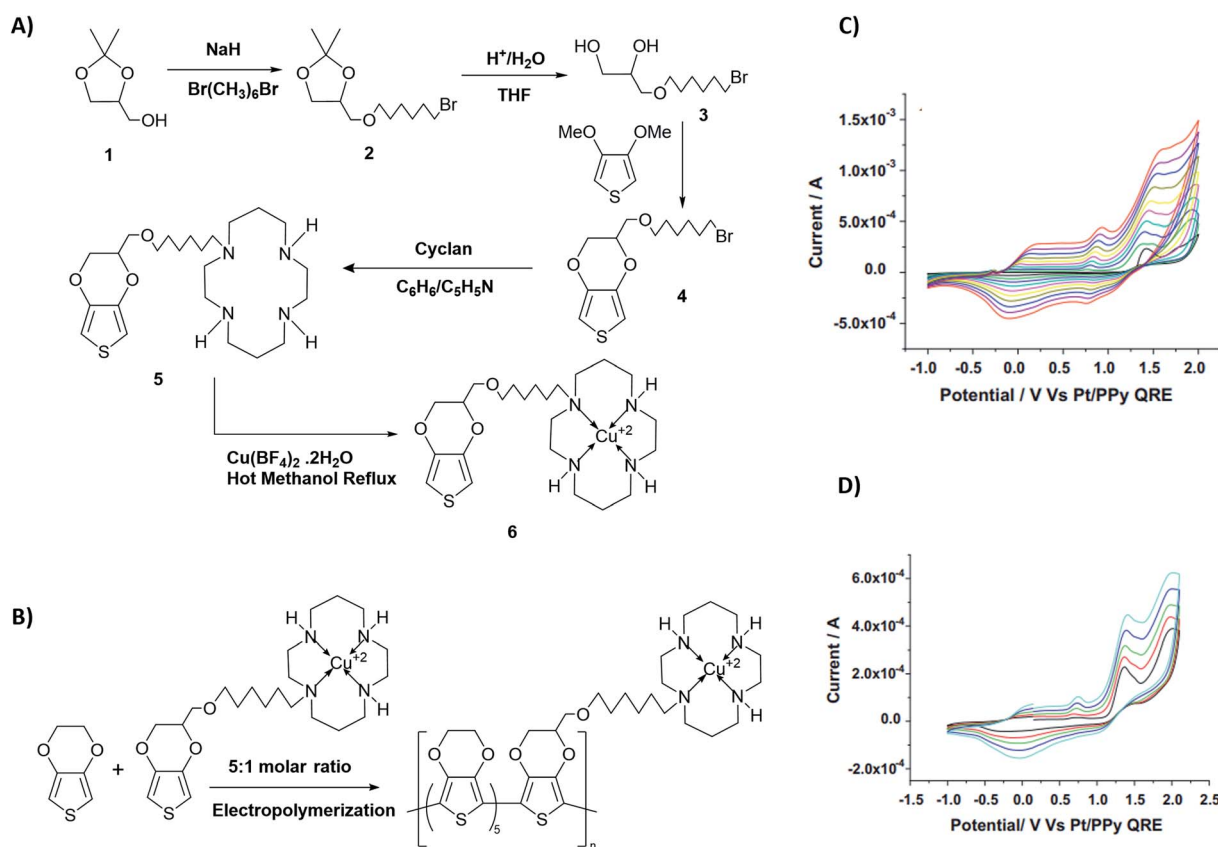 A)
NaH
Br(CH₃)₆Br
O
O
OH
1
O
O
O
Br
2
H⁺/H₂O
THF
HO
OH
O
Br
3
MeO
OMe
S
O
Br
O
O
S
4
Cyclan
C₆H₆/C₅H₅N
O
O
O
S
N
N
H
N
H
N
H
5
Cu(BF₄)₂ .2H₂O
Hot Methanol Reflux
O
O
O
S
N
N
H
Cu⁺²
N
H
N
H
6
B)
O
O
S
+
O
O
O
S
H
N
N
H
Cu⁺²
N
N
H
5:1 molar ratio
Electropolymerization
O
O
S
5
O
O
S
n
O
H
N
N
H
Cu⁺²
N
N
H
C)
1.5x10⁻³
1.0x10⁻³
5.0x10⁻⁴
0.0
-5.0x10⁻⁴
Current / A
-1.0 -0.5 0.0 0.5 1.0 1.5 2.0
Potential / V Vs Pt/PPy QRE
D)
6.0x10⁻⁴
4.0x10⁻⁴
2.0x10⁻⁴
0.0
-2.0x10⁻⁴
Current / A
-1.5 -1.0 -0.5 0.0 0.5 1.0 1.5 2.0 2.5
Potential/ V Vs Pt/PPy QRE